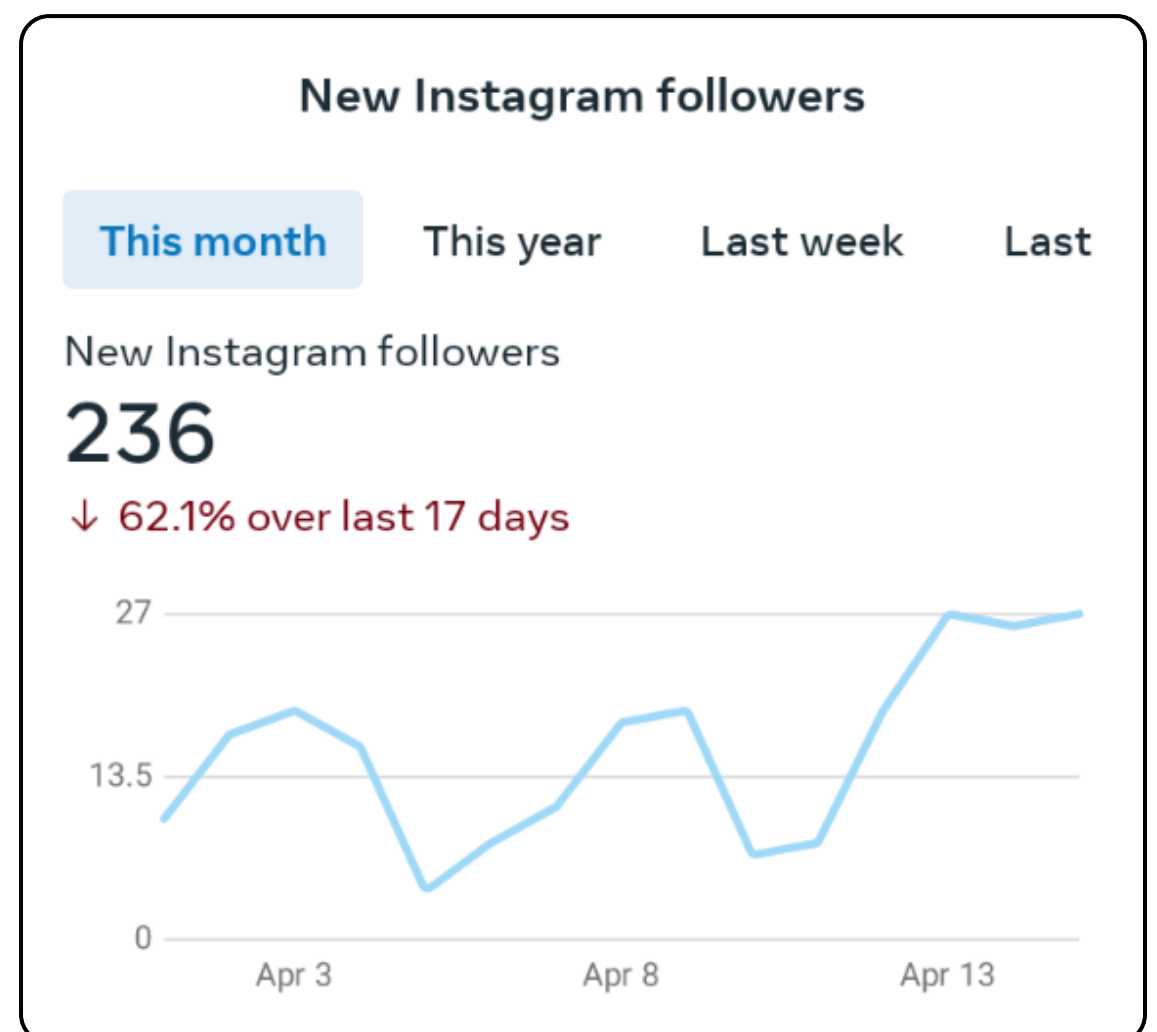 New Instagram followers
This month This year Last week Last
New Instagram followers
236
↓ 62.1% over last 17 days
27
13.5
0
Apr 3 Apr 8 Apr 13